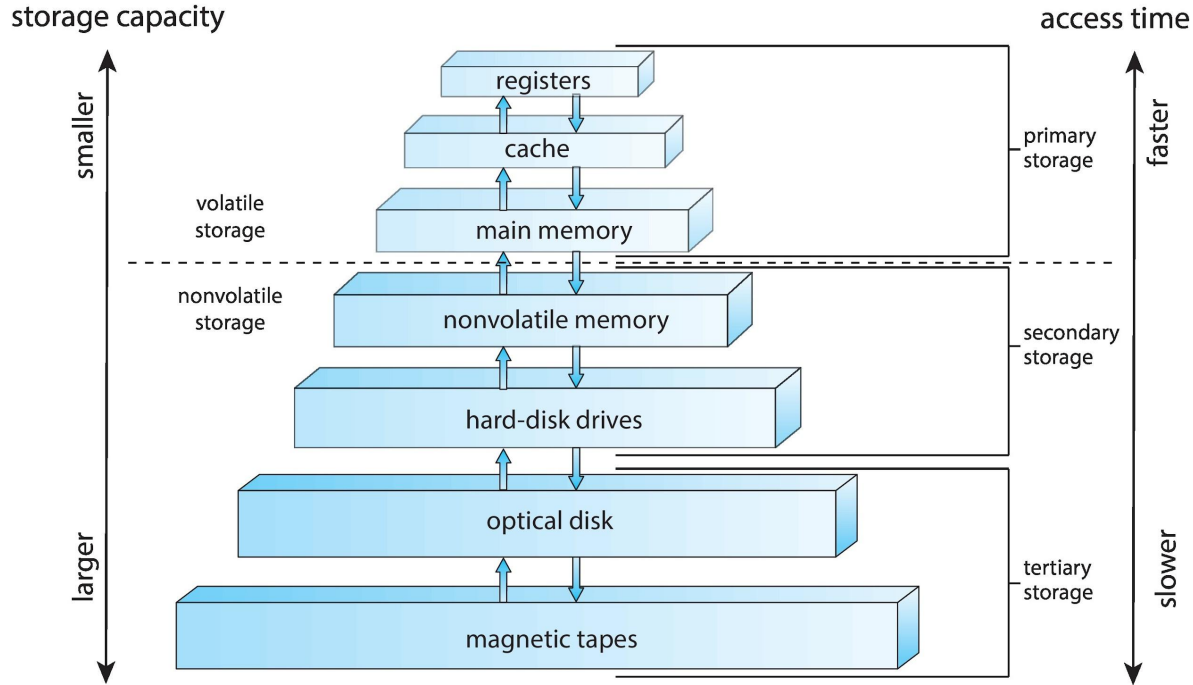 storage capacity
access time
smaller
larger
volatile
storage
nonvolatile
storage
registers
cache
main memory
nonvolatile memory
hard-disk drives
optical disk
magnetic tapes
primary
storage
secondary
storage
tertiary
storage
faster
slower